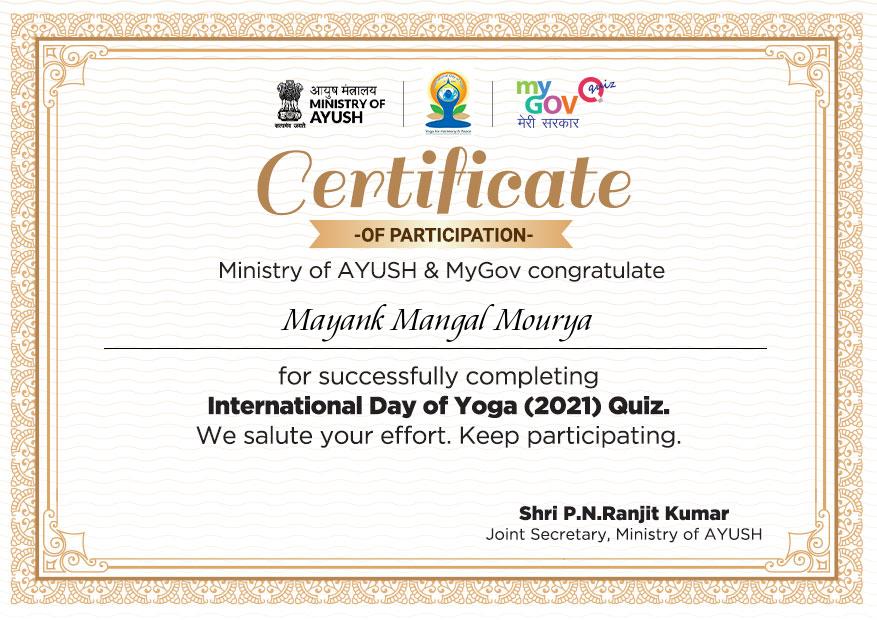 आयुष मंत्रालय
MINISTRY OF
AYUSH
सत्यमेव जयते
Yoga for Harmony & Peace
my
GOV quiz
मेरी सरकार
Certificate
-OF PARTICIPATION-
Ministry of AYUSH & MyGov congratulate
Mayank Mangal Mourya
for successfully completing
International Day of Yoga (2021) Quiz.
We salute your effort. Keep participating.
Shri P.N.Ranjit Kumar
Joint Secretary, Ministry of AYUSH